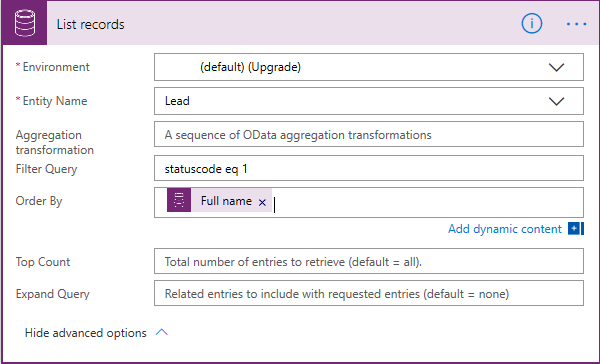 List records
* Environment (default) (Upgrade)
* Entity Name Lead
Aggregation transformation A sequence of OData aggregation transformations
Filter Query statuscode eq 1
Order By Full name ×
Add dynamic content
Top Count Total number of entries to retrieve (default = all).
Expand Query Related entries to include with requested entries (default = none)
Hide advanced options